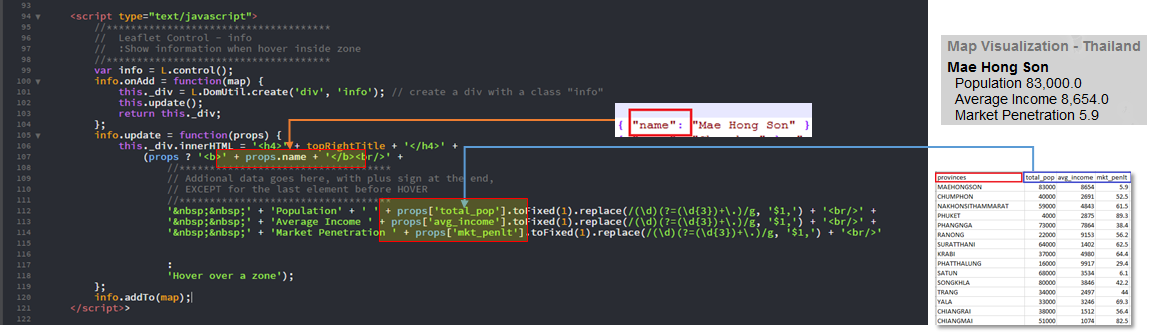 93
94 <script type="text/javascript">
95 //*************************************
96 // Leaflet Control - info
97 // :Show information when hover inside zone
98 //*************************************
99 var info = L.control();
100 info.onAdd = function(map) {
101 this._div = L.DomUtil.create('div', 'info'); // create a div with a class "info"
102 this.update();
103 return this._div;
104 };
105 info.update = function(props) {
106 this._div.innerHTML = '<h4>' + topRightTitle + '</h4>' +
107 (props ? '<b>' + props.name + '</b><br/>' +
108 //***********************************
109 // Addional data goes here, with plus sign at the end,
110 // EXCEPT for the last element before HOVER
111 //***********************************
112 '&nbsp;&nbsp;' + 'Population' + ' ' + props['total_pop'].toFixed(1).replace(/(\d)(?=(\d{3})+\.)/g, '$1,') + '<br/>' +
113 '&nbsp;&nbsp;' + 'Average Income ' + props['avg_income'].toFixed(1).replace(/(\d)(?=(\d{3})+\.)/g, '$1,') + '<br/>' +
114 '&nbsp;&nbsp;' + 'Market Penetration ' + props['mkt_penlt'].toFixed(1).replace(/(\d)(?=(\d{3})+\.)/g, '$1,') + '<br/>'
115
116
117 :
118 'Hover over a zone');
119 };
120 info.addTo(map);
121 </script>>
122
{ "name": "Mae Hong Son" }
Map Visualization - Thailand
Mae Hong Son
Population 83,000.0
Average Income 8,654.0
Market Penetration 5.9
provinces total_pop avg_income mkt_penlt
MAEHONGSON 83000 8654 5.9
CHUMPHON 40000 2691 52.5
NAKHONSITHAMMARAT 59000 4843 61.5
PHUKET 4000 2875 89.3
PHANGNGA 73000 7864 38.4
RANONG 22000 9153 56.2
SURATTHANI 64000 1402 62.5
KRABI 37000 4980 64.4
PHATTHALUNG 16000 9917 29.4
SATUN 68000 3534 6.1
SONGKHLA 80000 3846 42.2
TRANG 34000 2497 44
YALA 33000 3246 69.3
CHIANGRAI 38000 1512 56.4
CHIANGMAI 51000 1074 82.5